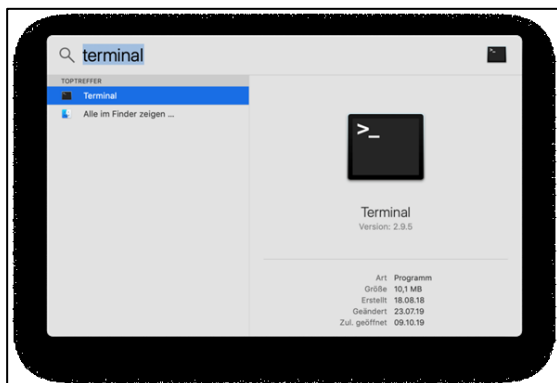 terminal
TOPTREFFER
Terminal
Alle im Finder zeigen ...
>_
Terminal
Version: 2.9.5
Art Programm
Größe 10,1 MB
Erstellt 18.08.18
Geändert 23.07.19
Zul. geöffnet 09.10.19